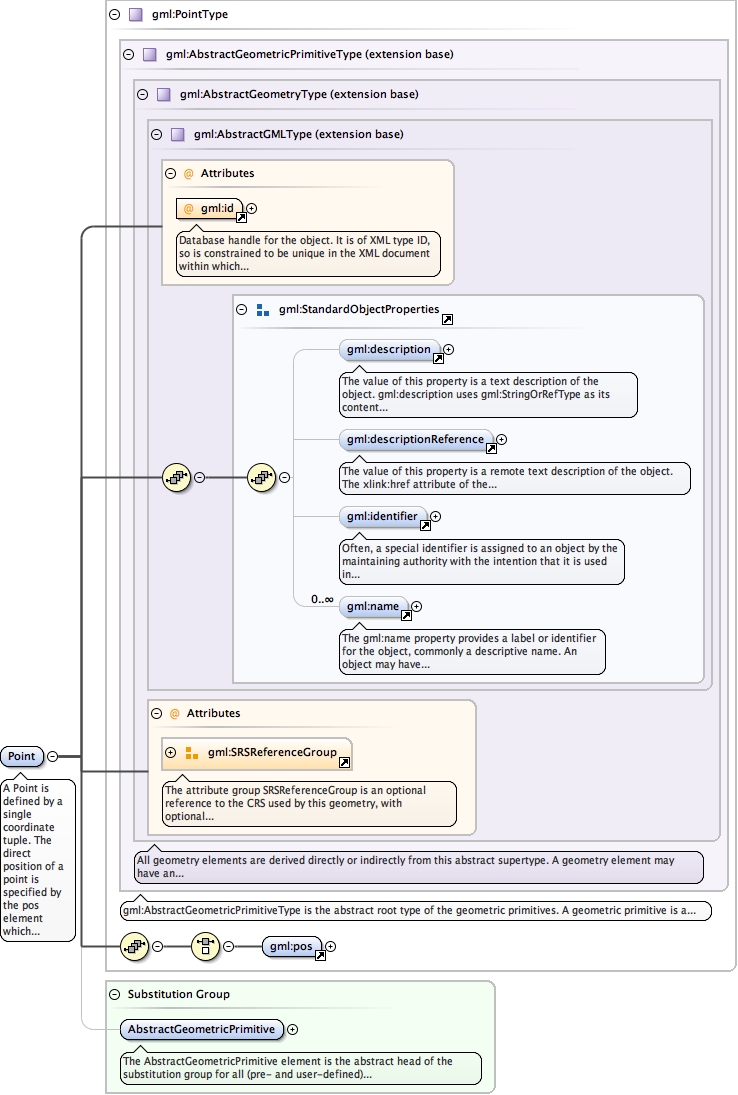 gml:PointType
gml:AbstractGeometricPrimitiveType (extension base)
gml:AbstractGeometryType (extension base)
gml:AbstractGMLType (extension base)
@ Attributes
@ gml:id
Database handle for the object. It is of XML type ID,
so is constrained to be unique in the XML document
within which...
gml:StandardObjectProperties
gml:description
The value of this property is a text description of the
object. gml:description uses gml:StringOrRefType as its
content...
gml:descriptionReference
The value of this property is a remote text description of the object.
The xlink:href attribute of the...
gml:identifier
Often, a special identifier is assigned to an object by the
maintaining authority with the intention that it is used
in...
0..∞
gml:name
The gml:name property provides a label or identifier
for the object, commonly a descriptive name. An
object may have...
@ Attributes
gml:SRSReferenceGroup
The attribute group SRSReferenceGroup is an optional
reference to the CRS used by this geometry, with
optional...
Point
A Point is
defined by a
single
coordinate
tuple. The
direct
position of a
point is
specified by
the pos
element
which...
All geometry elements are derived directly or indirectly from this abstract supertype. A geometry element may
have an...
gml:AbstractGeometricPrimitiveType is the abstract root type of the geometric primitives. A geometric primitive is a...
gml:pos
Substitution Group
AbstractGeometricPrimitive
The AbstractGeometricPrimitive element is the abstract head of the
substitution group for all (pre- and user-defined)...